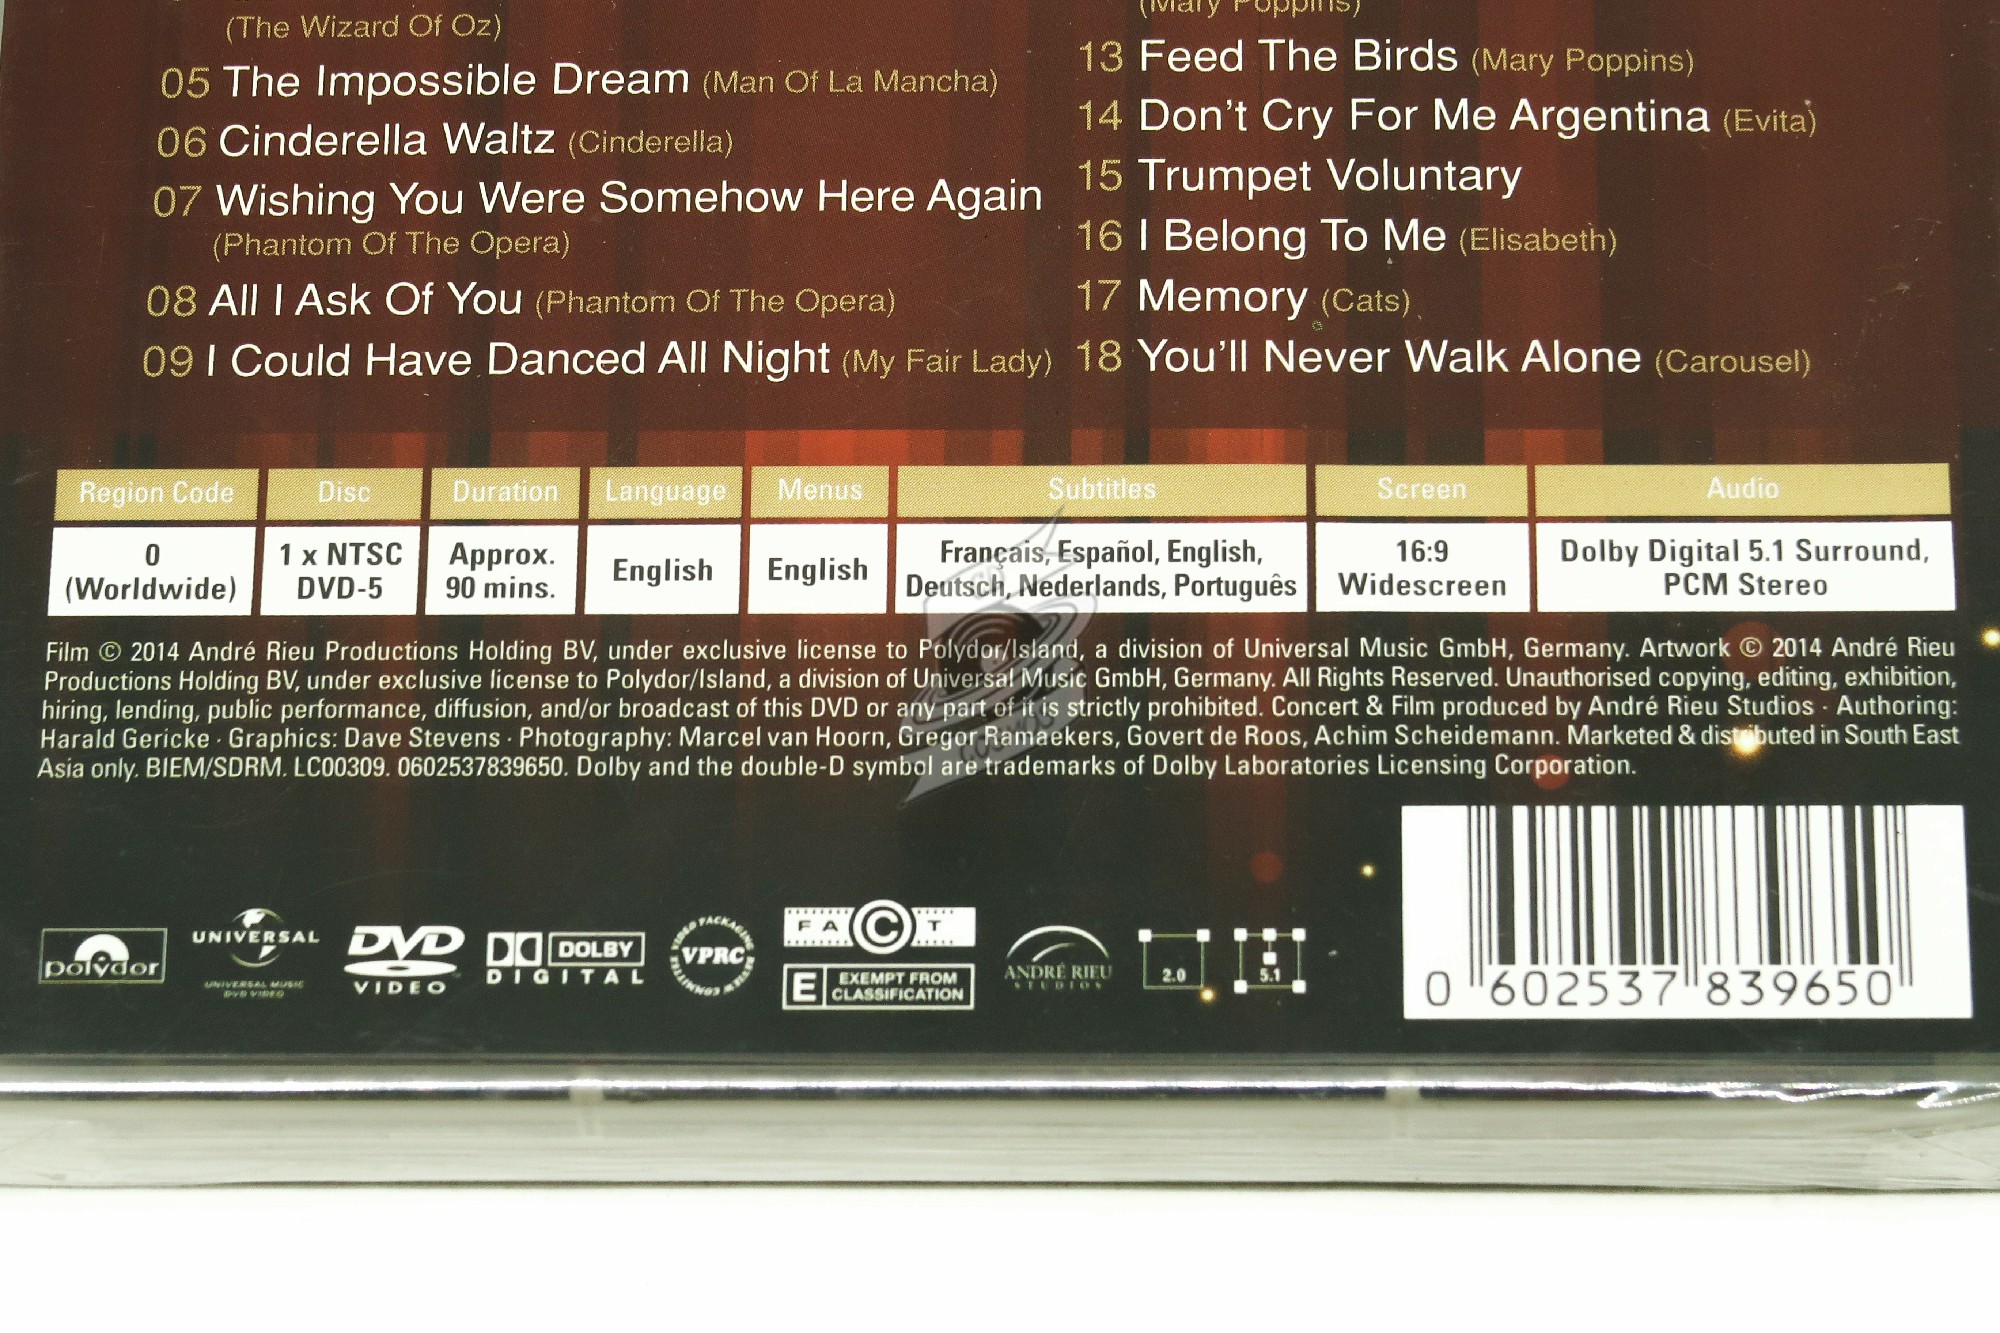 (The Wizard Of Oz)
05 The Impossible Dream (Man Of La Mancha)
06 Cinderella Waltz (Cinderella)
07 Wishing You Were Somehow Here Again
(Phantom Of The Opera)
08 All I Ask Of You (Phantom Of The Opera)
09 I Could Have Danced All Night (My Fair Lady)
(Mary Poppins)
13 Feed The Birds (Mary Poppins)
14 Don't Cry For Me Argentina (Evita)
15 Trumpet Voluntary
16 I Belong To Me (Elisabeth)
17 Memory (Cats)
18 You'll Never Walk Alone (Carousel)
Region Code
0
(Worldwide)
Disc
1 x NTSC
DVD-5
Duration
Approx.
90 mins.
Language
English
Menus
English
Subtitles
Français, Español, English,
Deutsch, Nederlands, Português
Screen
16:9
Widescreen
Audio
Dolby Digital 5.1 Surround,
PCM Stereo
Film © 2014 André Rieu Productions Holding BV, under exclusive license to Polydor/Island, a division of Universal Music GmbH, Germany. Artwork © 2014 André Rieu
Productions Holding BV, under exclusive license to Polydor/Island, a division of Universal Music GmbH, Germany. All Rights Reserved. Unauthorised copying, editing, exhibition,
hiring, lending, public performance, diffusion, and/or broadcast of this DVD or any part of it is strictly prohibited. Concert & Film produced by André Rieu Studios · Authoring:
Harald Gericke · Graphics: Dave Stevens · Photography: Marcel van Hoorn, Gregor Ramaekers, Govert de Roos, Achim Scheidemann. Marketed & distributed in South East
Asia only. BIEM/SDRM. LC00309. 0602537839650. Dolby and the double-D symbol are trademarks of Dolby Laboratories Licensing Corporation.
polydor
UNIVERSAL
UNIVERSAL MUSIC
DVD VIDEO
DVD
VIDEO
DOLBY
DIGITAL
VIDEO PACKAGING
VPRC
REVIEW COMMITTEE
FACT
E EXEMPT FROM
CLASSIFICATION
ANDRÉ RIEU
STUDIOS
2.0
5.1
0 602537 839650